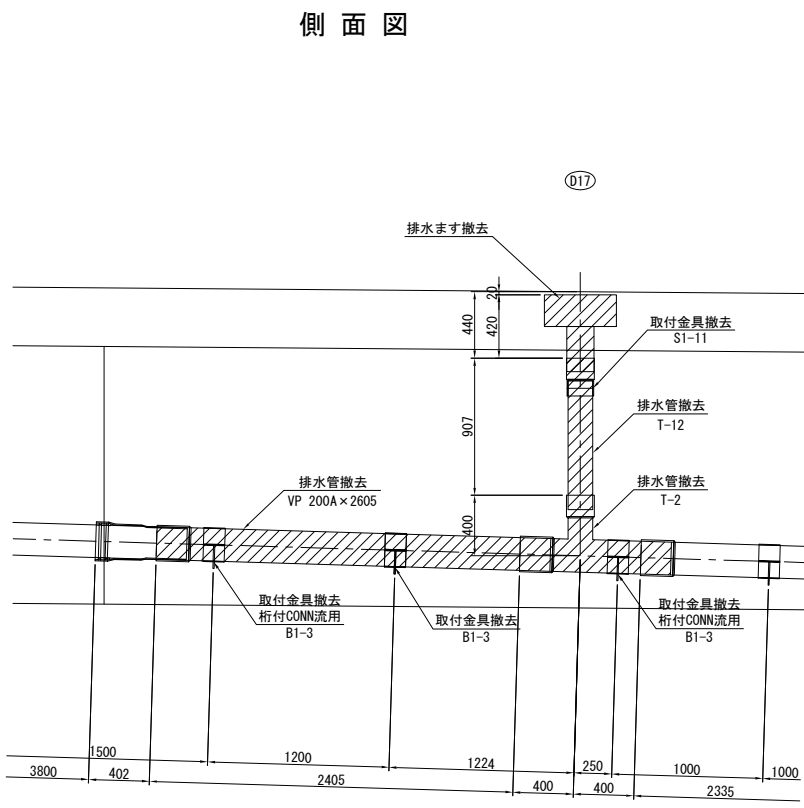 側面図
D17
排水ます撤去
20
440
420
取付金具撤去
S1-11
907
排水管撤去
T-12
排水管撤去
VP 200A×2605
排水管撤去
T-2
400
取付金具撤去
桁付CONN流用
B1-3
取付金具撤去
B1-3
取付金具撤去
桁付CONN流用
B1-3
1500
1200
1224
250
1000
1000
3800
402
2405
400
400
2335